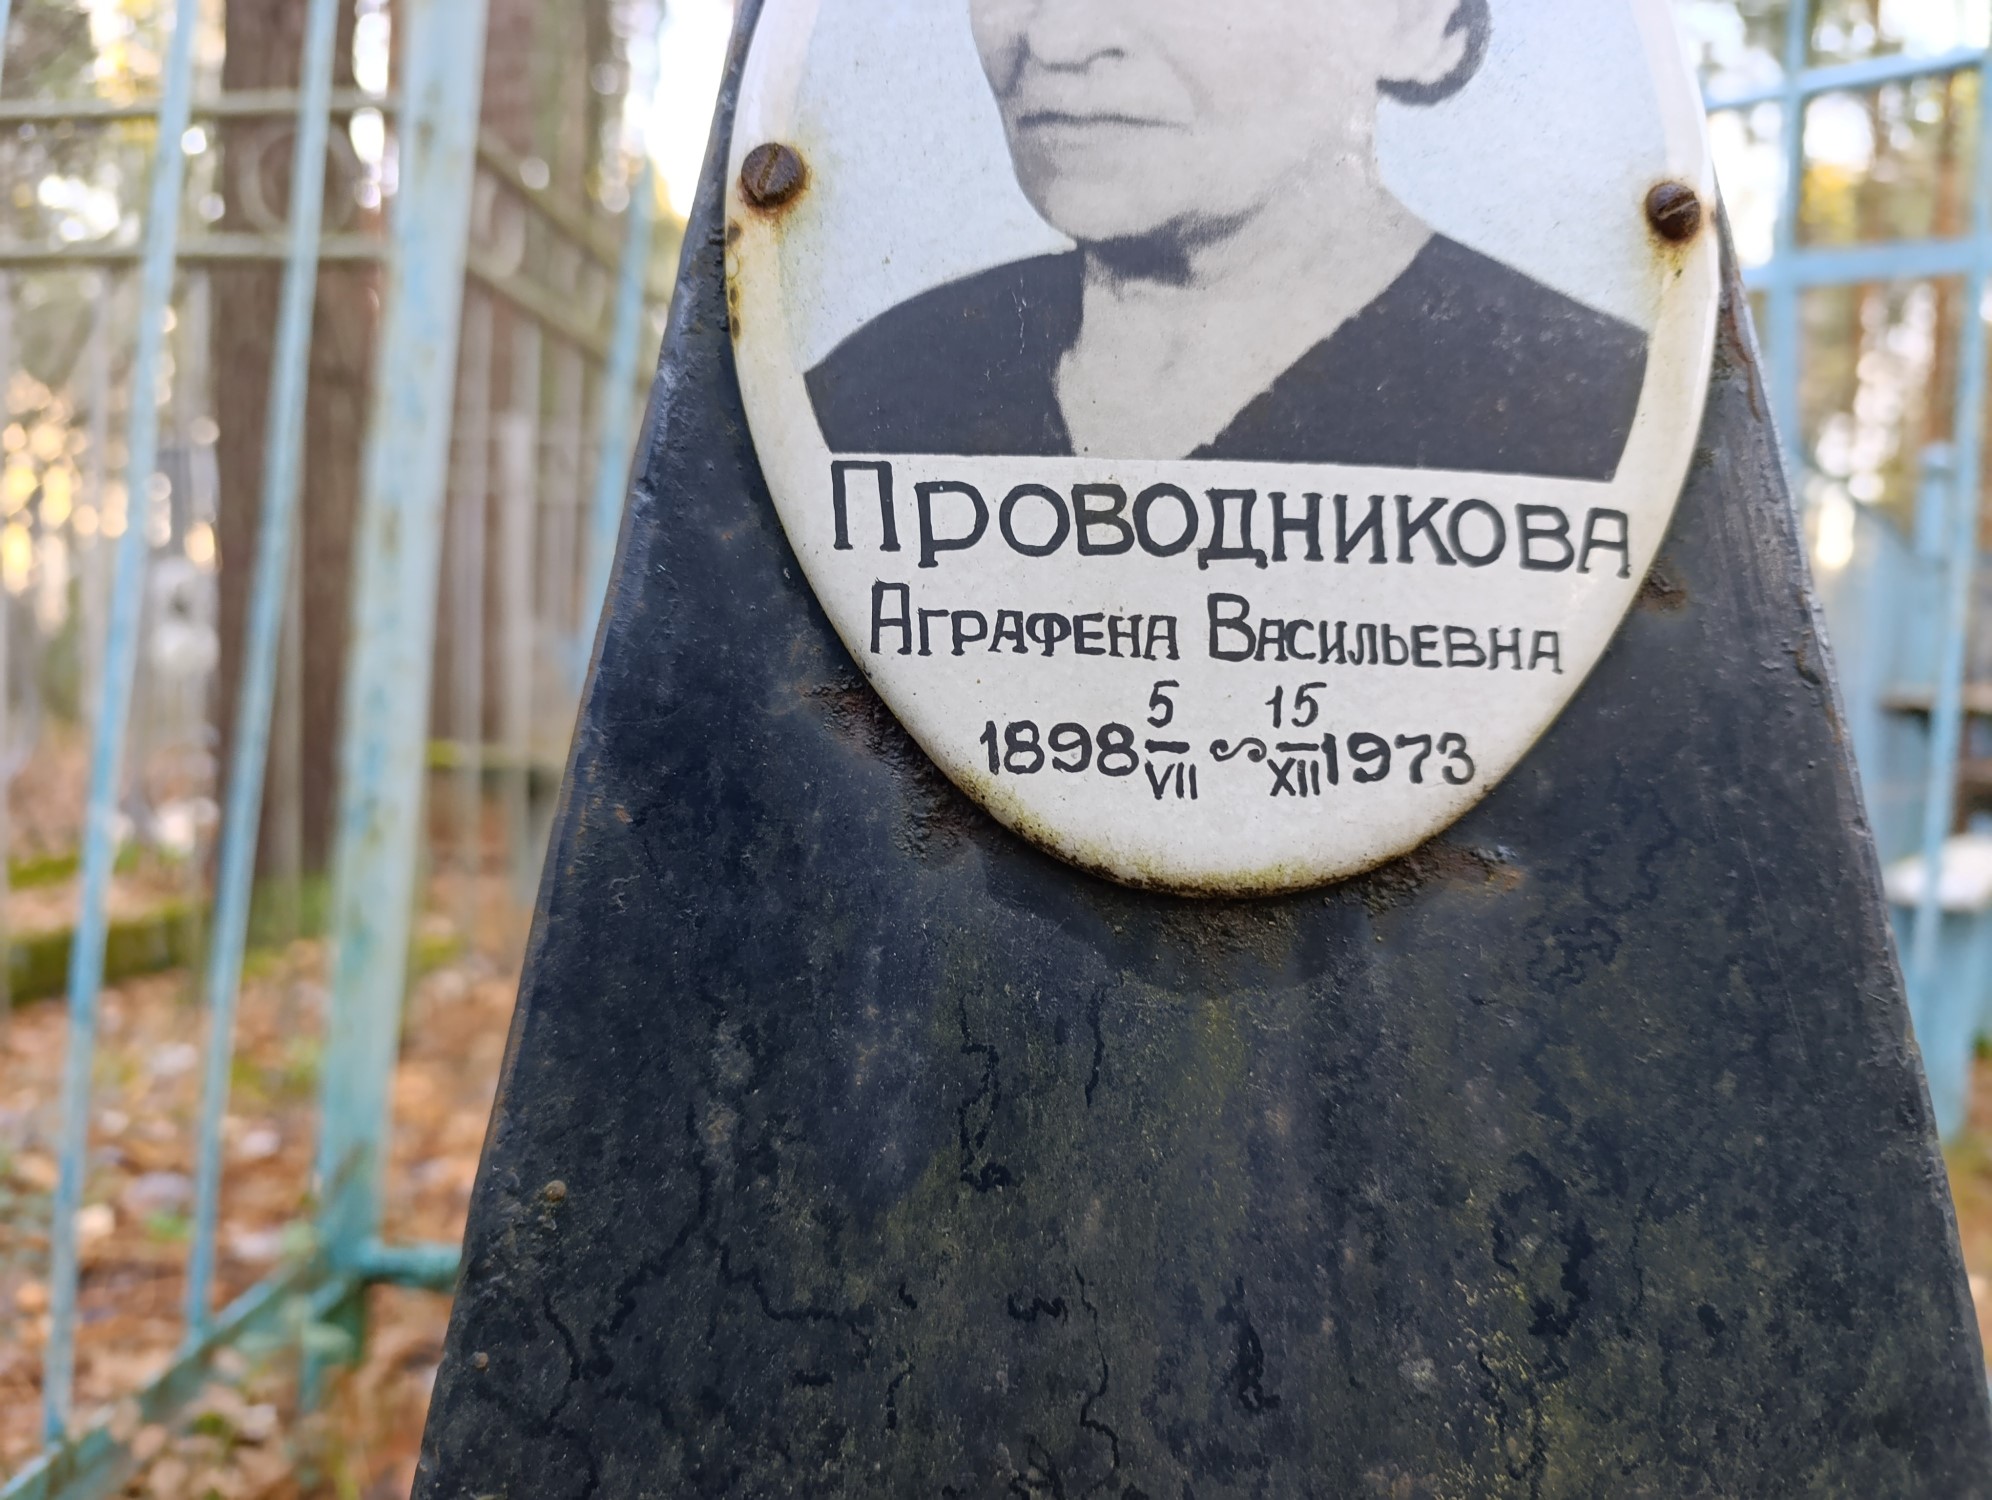 Проводникова
Аграфена Васильевна
1898 5/VII ~ 15/XII 1973